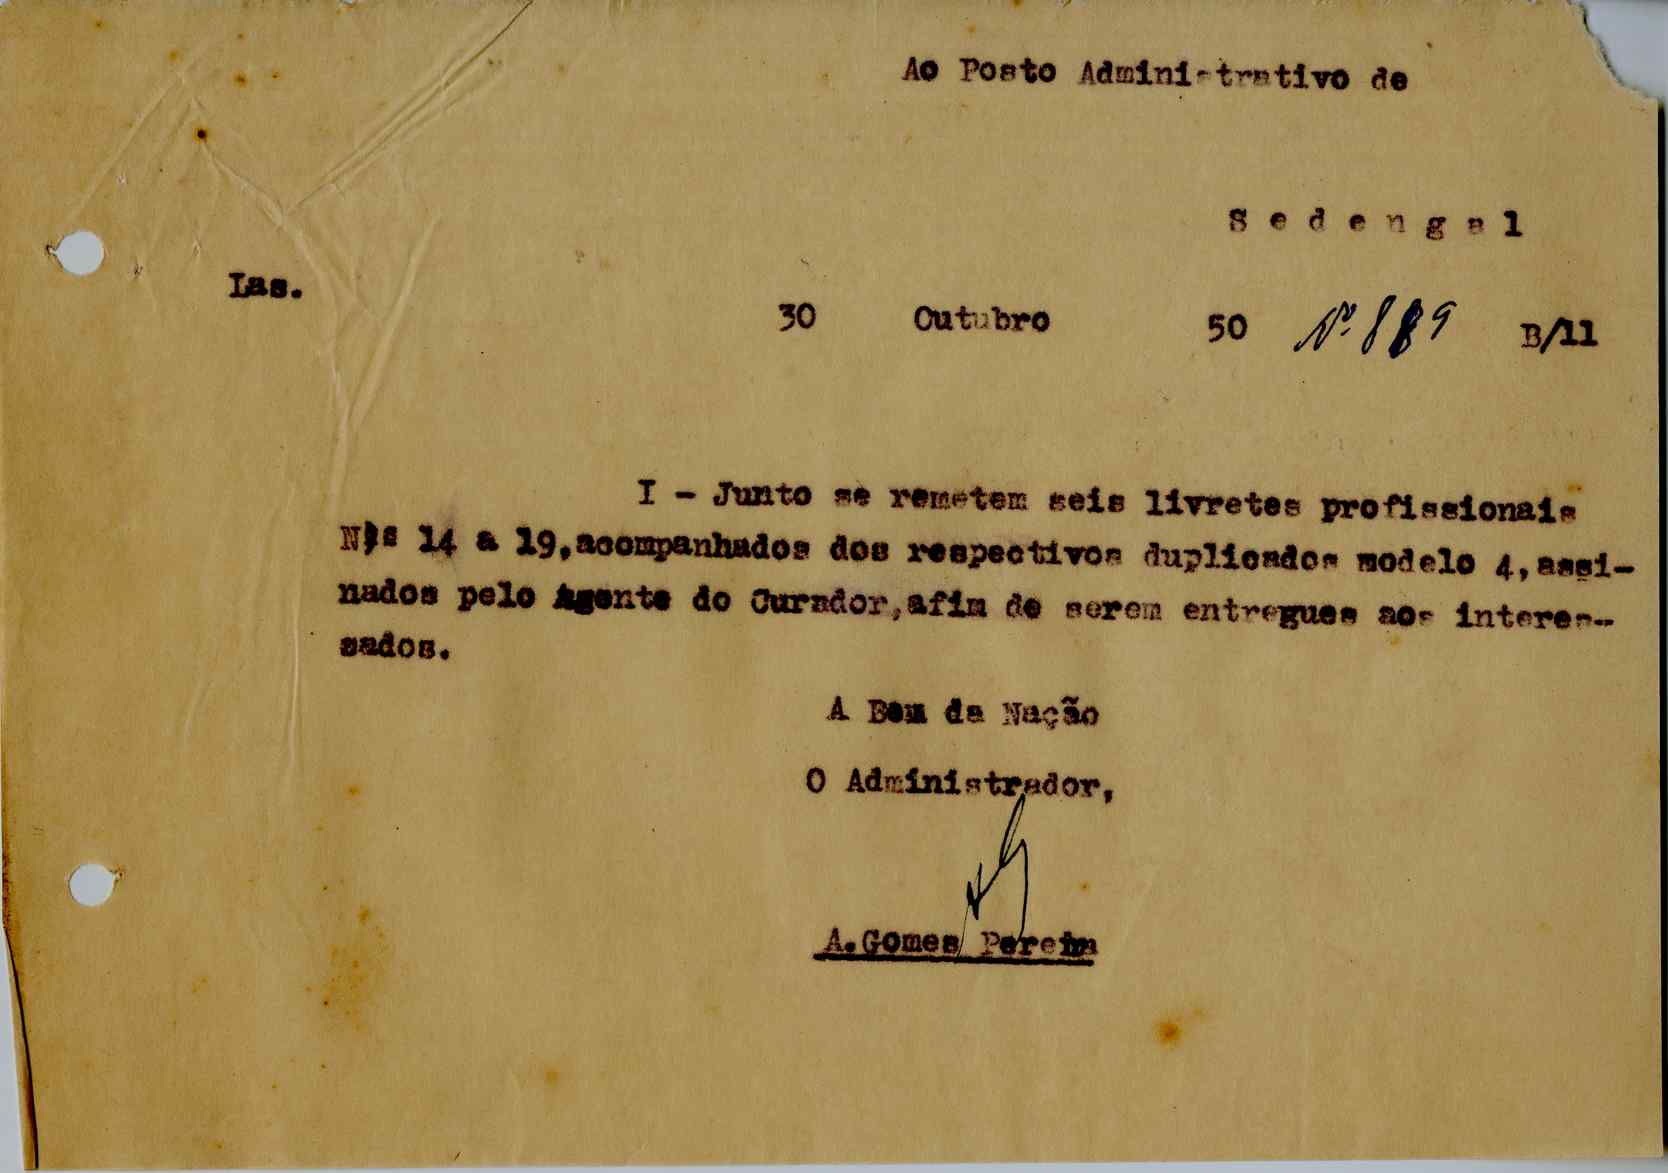 Ao Posto Administrativo de
Sedengal
Las.
30 Outubro 50 Nº 889 B/11
I - Junto se remetem seis livretes profissionais
Nºs 14 a 19, acompanhados dos respectivos duplicados modelo 4, assi-
nados pelo Agente do Curador, afim de serem entregues aos interes-
sados.
A Bem da Nação
O Administrador,
A. Gomes Pereira